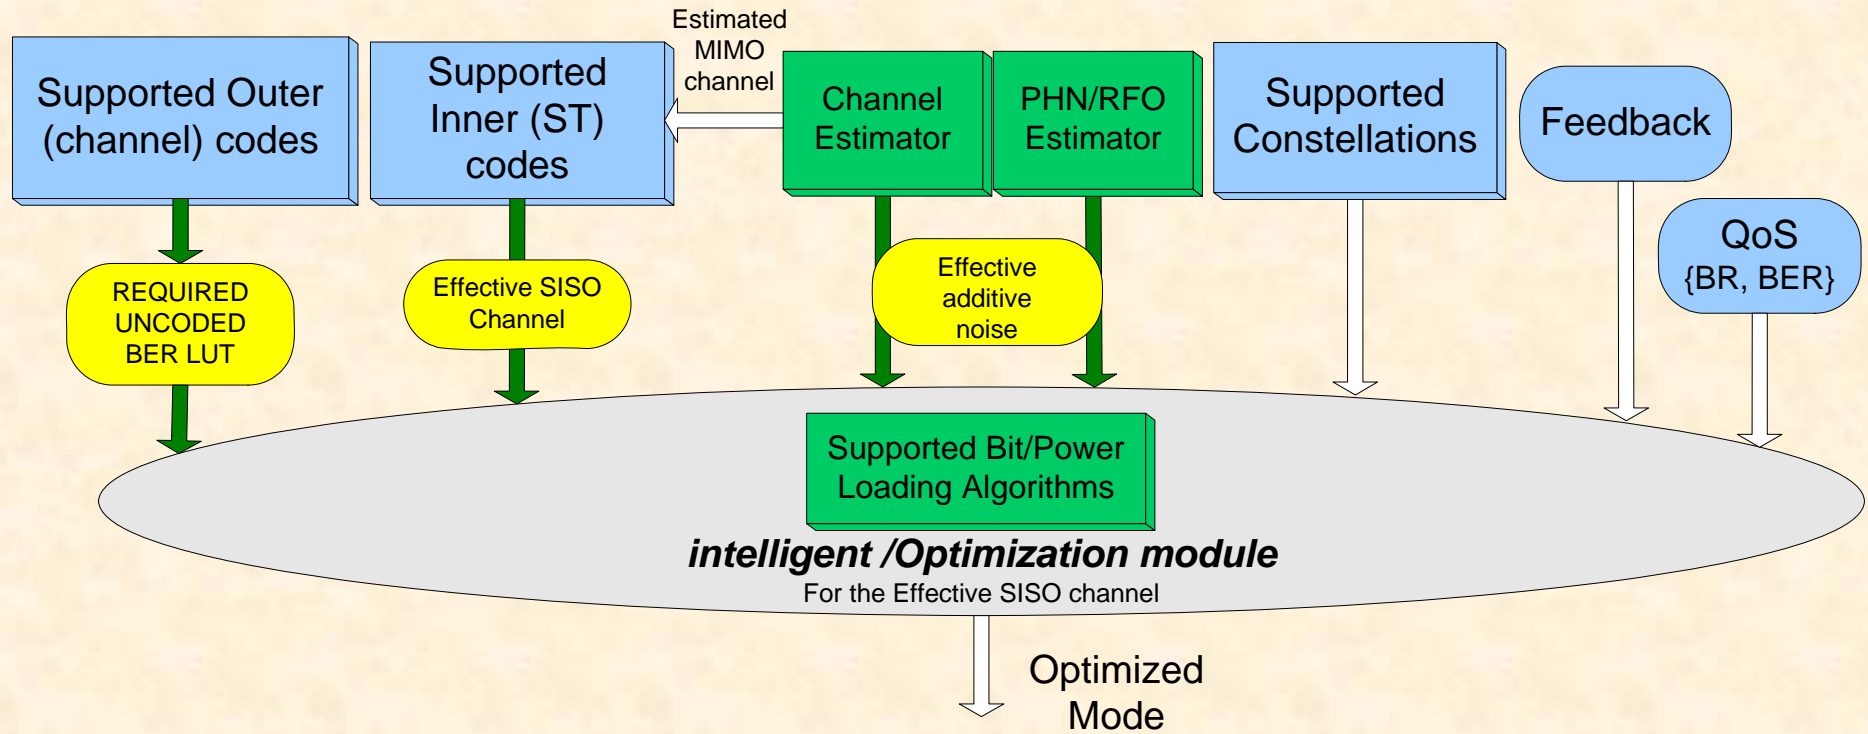 Estimated
MIMO
channel
Supported Outer
(channel) codes
Supported
Inner (ST)
codes
Channel
Estimator
PHN/RFO
Estimator
Supported
Constellations
Feedback
QoS
{BR, BER}
REQUIRED
UNCODED
BER LUT
Effective SISO
Channel
Effective
additive
noise
Supported Bit/Power
Loading Algorithms
intelligent /Optimization module
For the Effective SISO channel
Optimized
Mode